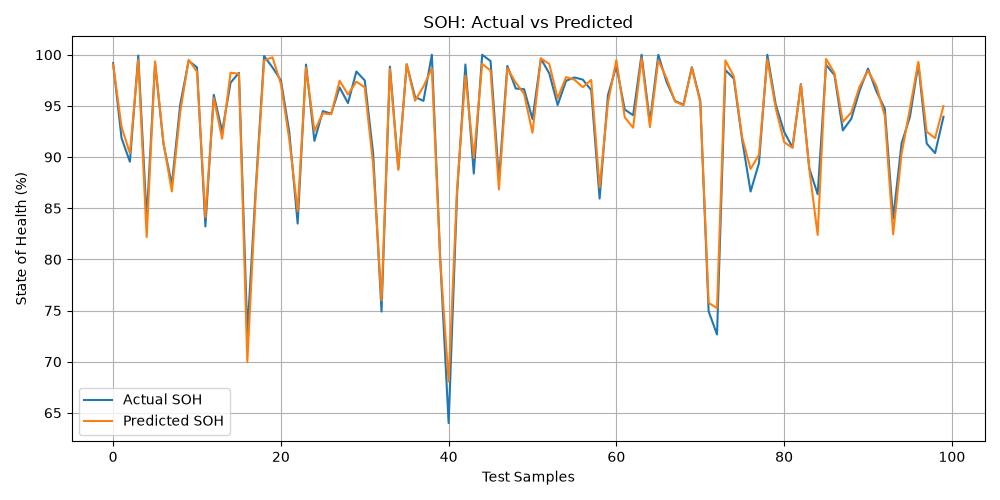 SOH: Actual vs Predicted
100
95
90
85
80
75
70
65
State of Health (%)
Actual SOH
Predicted SOH
0 20 40 60 80 100
Test Samples